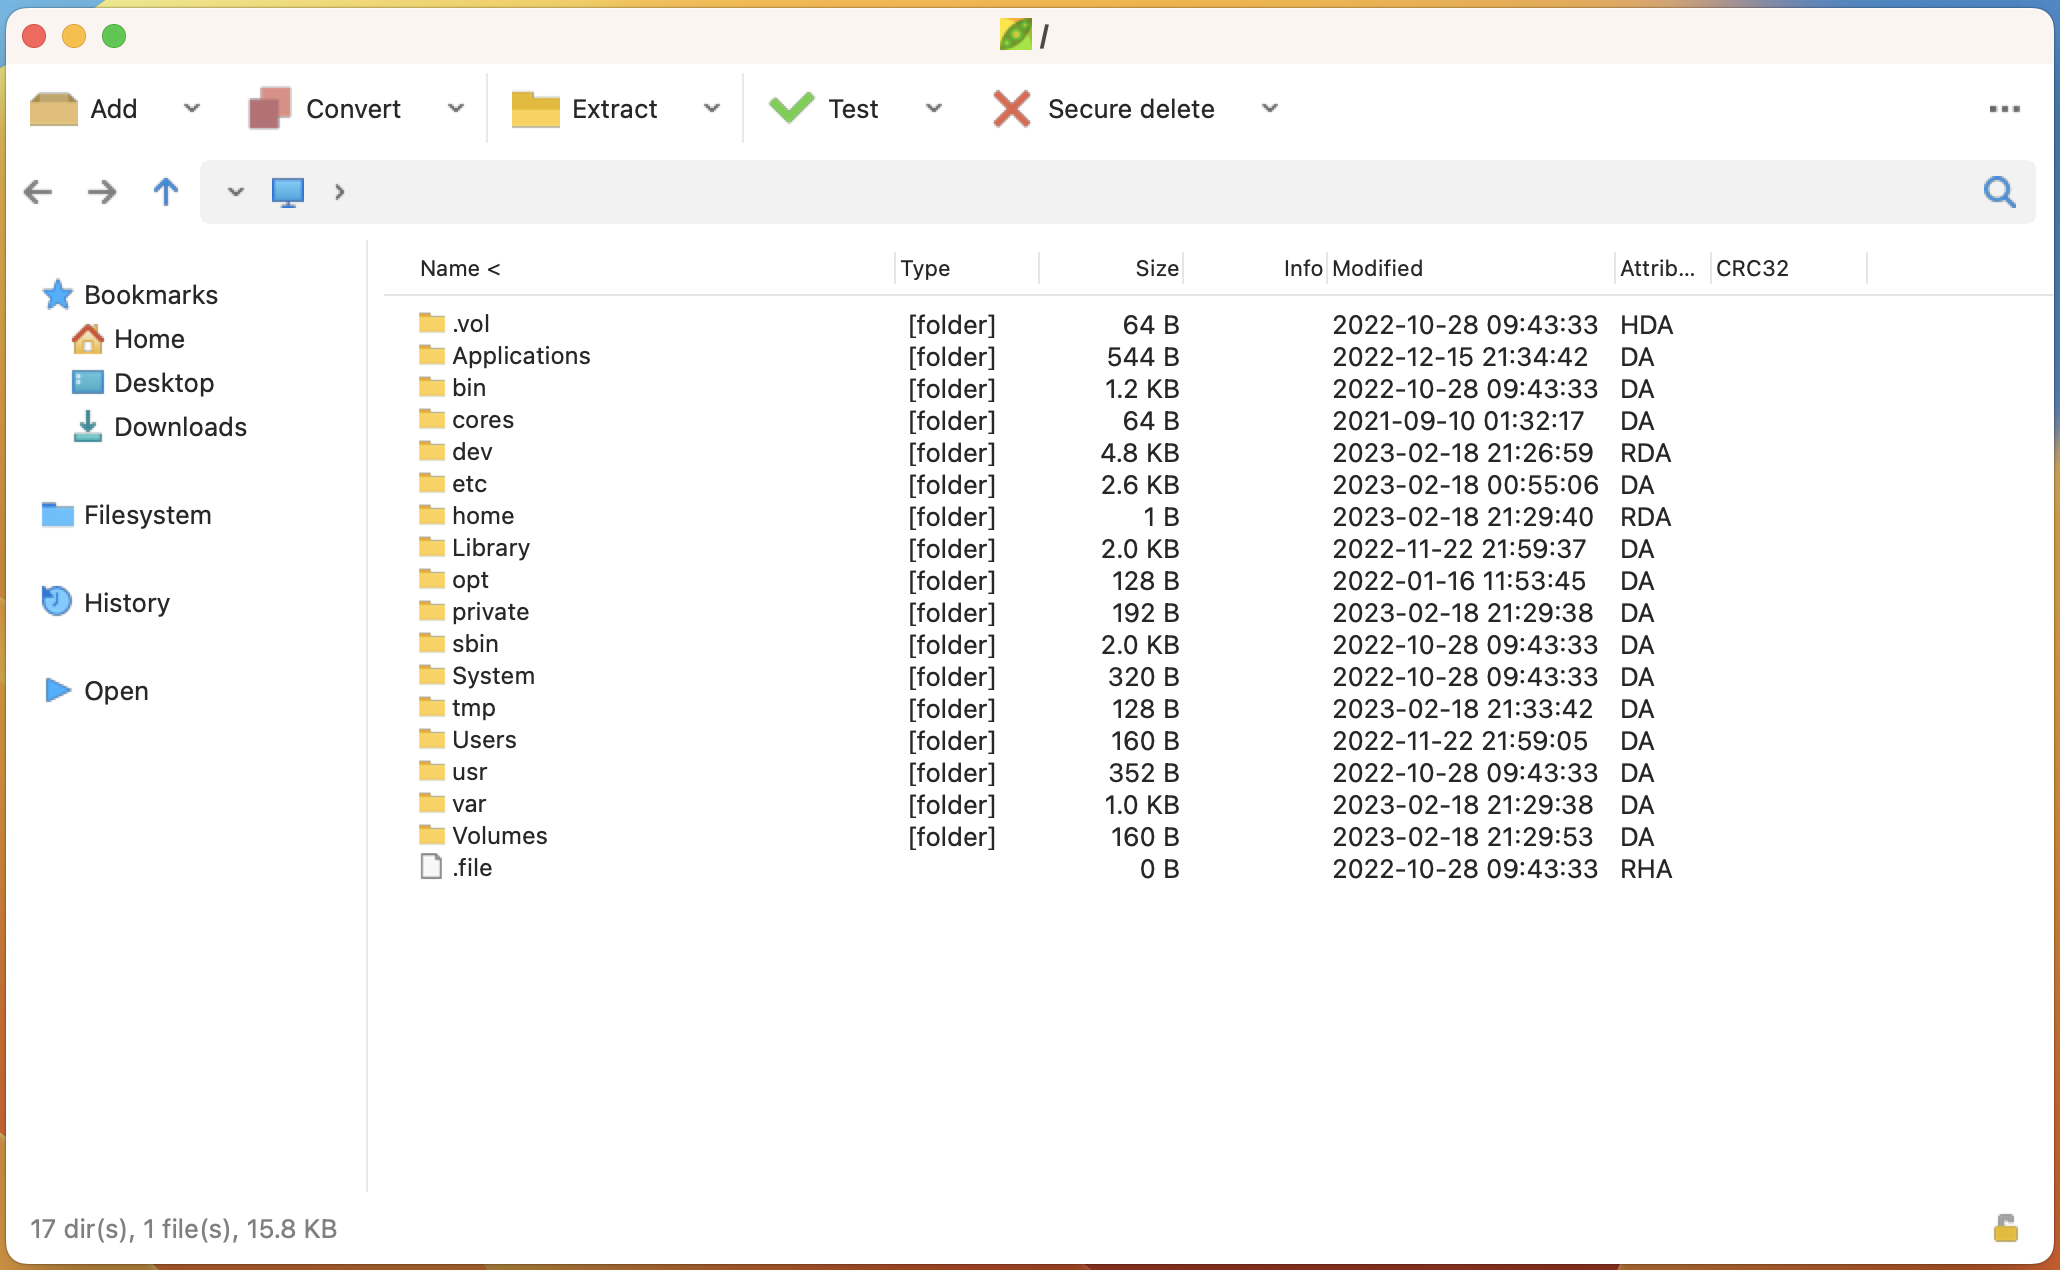 /
Add Convert Extract Test Secure delete ...
Name < Type Size Info Modified Attrib... CRC32
Bookmarks
Home
Desktop
Downloads
Filesystem
History
Open
.vol [folder] 64 B 2022-10-28 09:43:33 HDA
Applications [folder] 544 B 2022-12-15 21:34:42 DA
bin [folder] 1.2 KB 2022-10-28 09:43:33 DA
cores [folder] 64 B 2021-09-10 01:32:17 DA
dev [folder] 4.8 KB 2023-02-18 21:26:59 RDA
etc [folder] 2.6 KB 2023-02-18 00:55:06 DA
home [folder] 1 B 2023-02-18 21:29:40 RDA
Library [folder] 2.0 KB 2022-11-22 21:59:37 DA
opt [folder] 128 B 2022-01-16 11:53:45 DA
private [folder] 192 B 2023-02-18 21:29:38 DA
sbin [folder] 2.0 KB 2022-10-28 09:43:33 DA
System [folder] 320 B 2022-10-28 09:43:33 DA
tmp [folder] 128 B 2023-02-18 21:33:42 DA
Users [folder] 160 B 2022-11-22 21:59:05 DA
usr [folder] 352 B 2022-10-28 09:43:33 DA
var [folder] 1.0 KB 2023-02-18 21:29:38 DA
Volumes [folder] 160 B 2023-02-18 21:29:53 DA
.file 0 B 2022-10-28 09:43:33 RHA
17 dir(s), 1 file(s), 15.8 KB